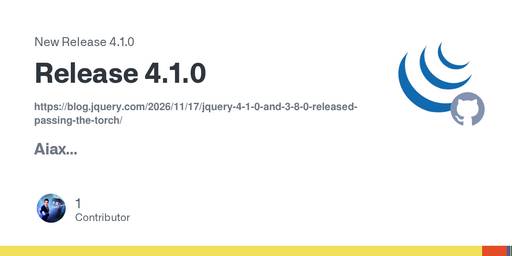 New Release 4.1.0
Release 4.1.0
https://blog.jquery.com/2026/11/17/jquery-4-1-0-and-3-8-0-released-
passing-the-torch/
Aiax...
1
Contributor